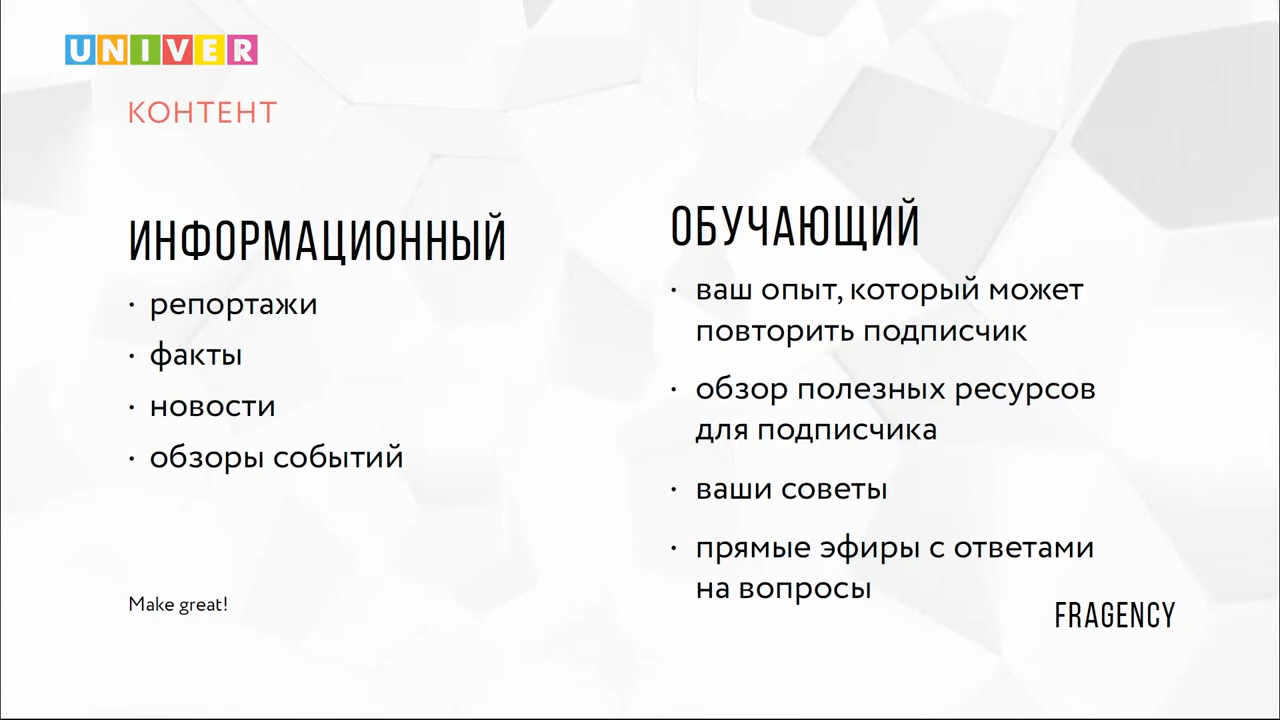 UNIVER
КОНТЕНТ
ИНФОРМАЦИОННЫЙ
· репортажи
· факты
· новости
· обзоры событий
ОБУЧАЮЩИЙ
· ваш опыт, который может
повторить подписчик
· обзор полезных ресурсов
для подписчика
· ваши советы
· прямые эфиры с ответами
на вопросы
Make great!
FRAGENCY